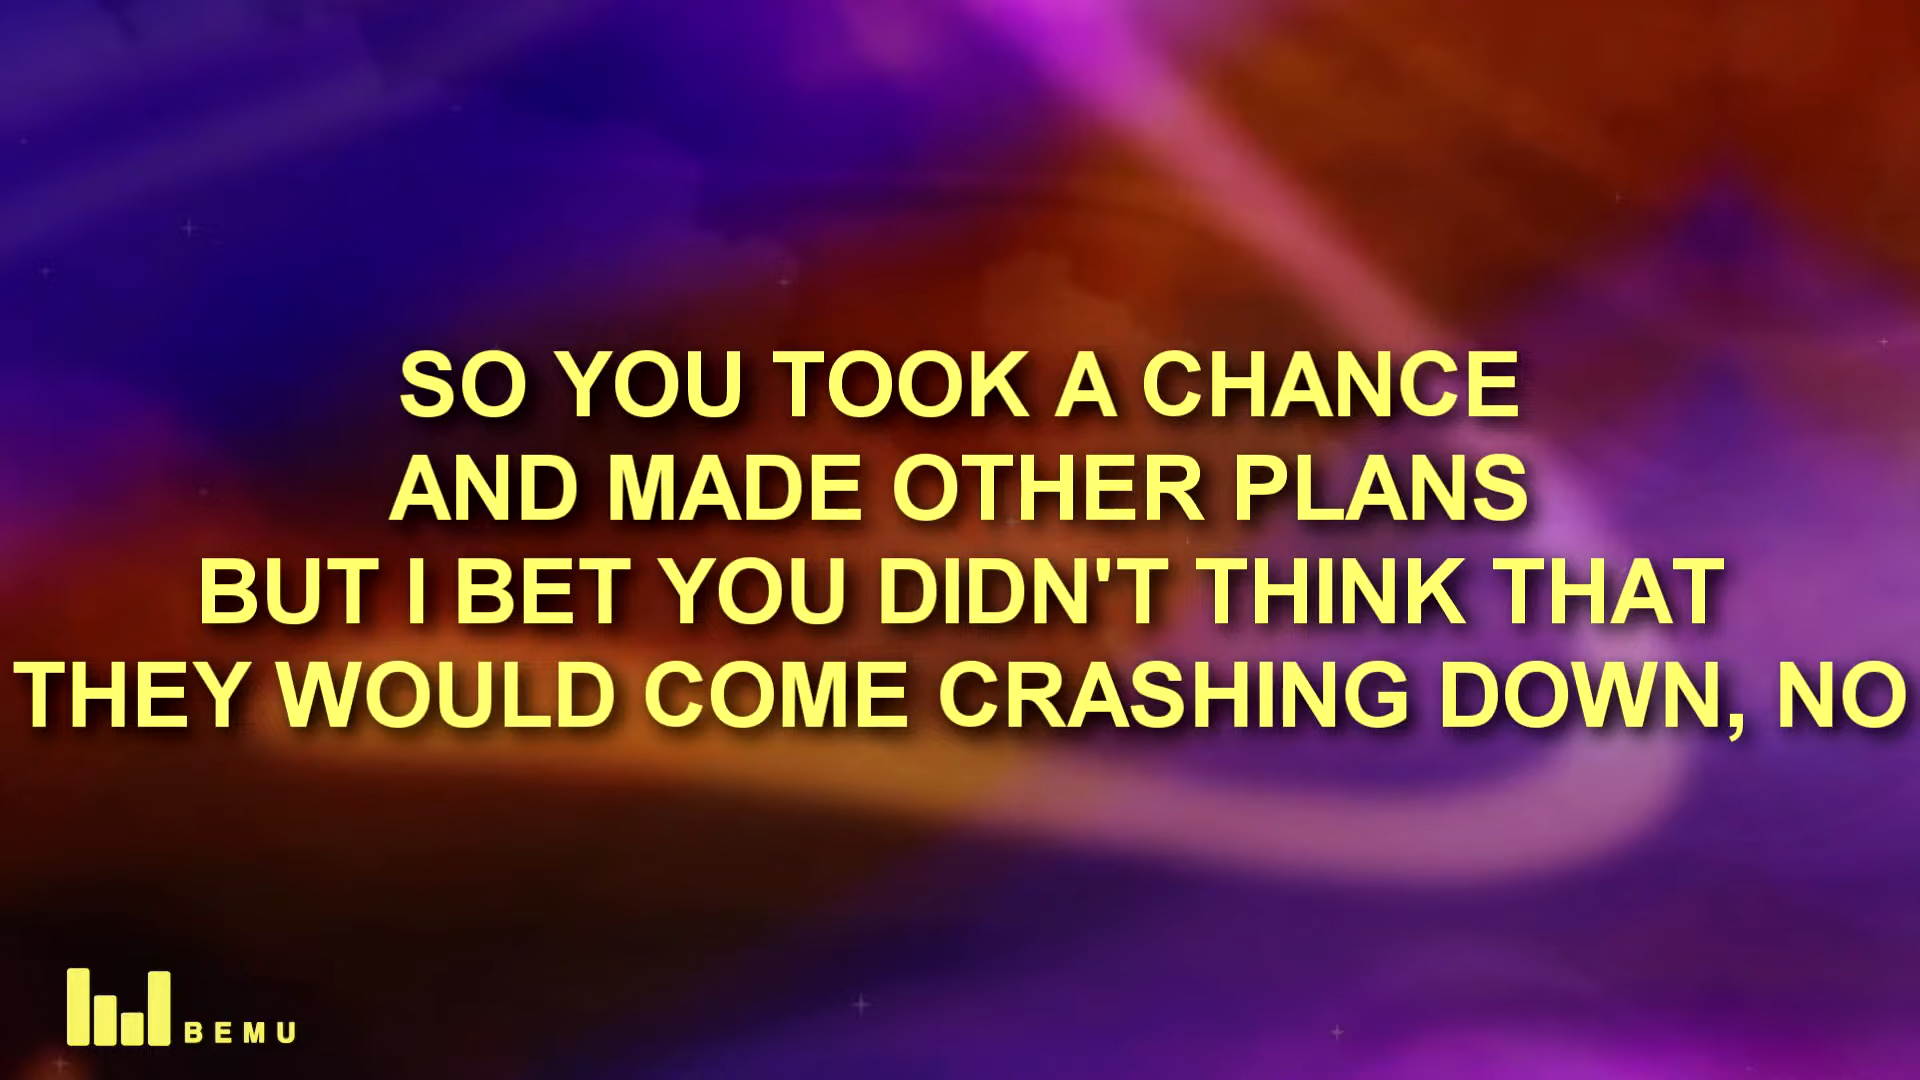 SO YOU TOOK A CHANCE
AND MADE OTHER PLANS
BUT I BET YOU DIDN'T THINK THAT
THEY WOULD COME CRASHING DOWN, NO
BEMU